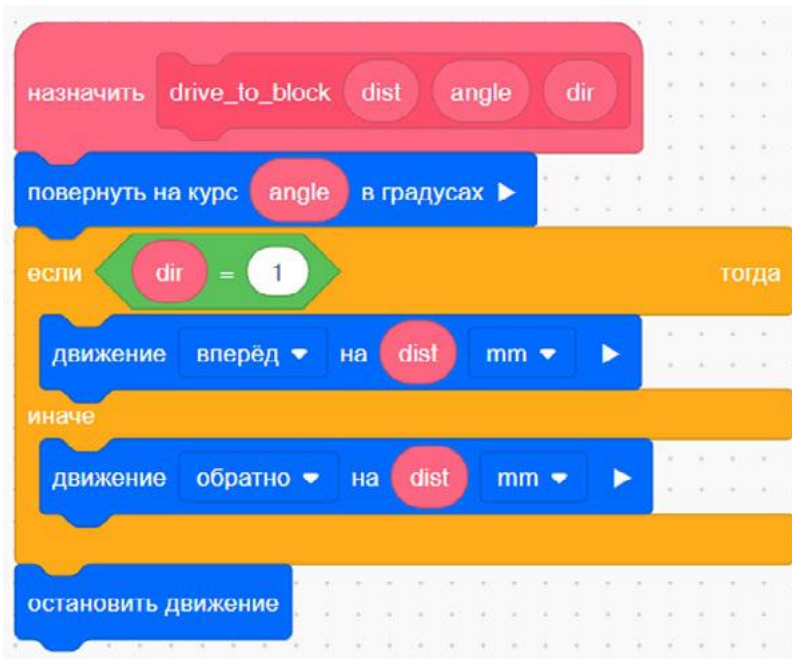 назначить drive_to_block dist angle dir
повернуть на курс angle в градусах
если dir = 1 тогда
движение вперёд на dist mm
иначе
движение обратно на dist mm
остановить движение